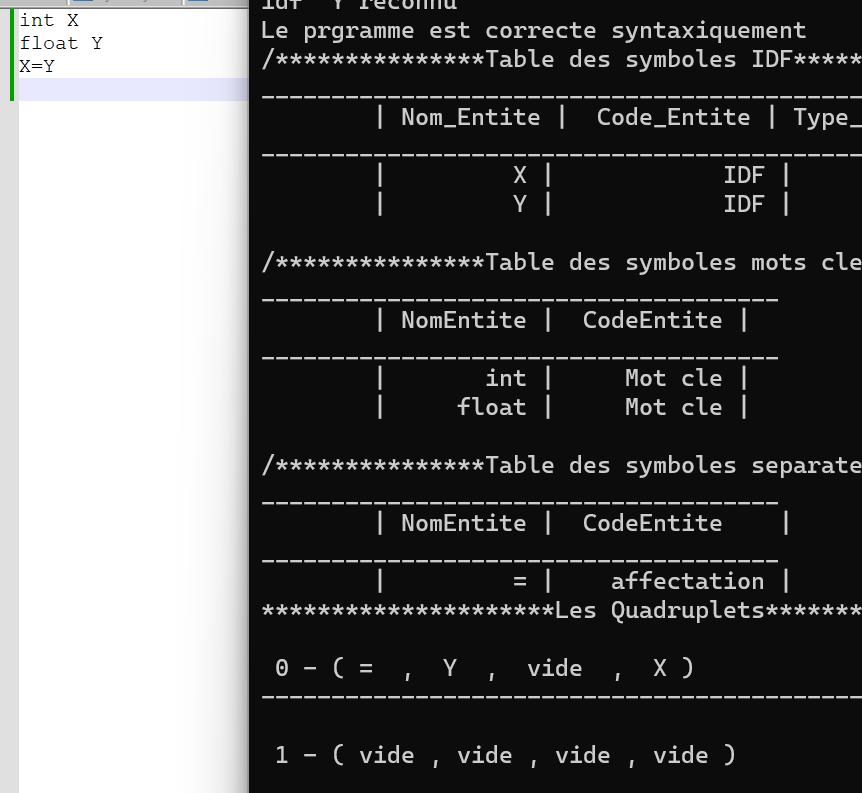 int X
float Y
X=Y
idf Y reconnu
Le prgramme est correcte syntaxiquement
/***************Table des symboles IDF*****
| Nom_Entite | Code_Entite | Type_
| X | IDF |
| Y | IDF |
/***************Table des symboles mots cle
| NomEntite | CodeEntite |
| int | Mot cle |
| float | Mot cle |
/***************Table des symboles separate
| NomEntite | CodeEntite |
| = | affectation |
*********************Les Quadruplets*******
0 - ( = , Y , vide , X )
1 - ( vide , vide , vide , vide )